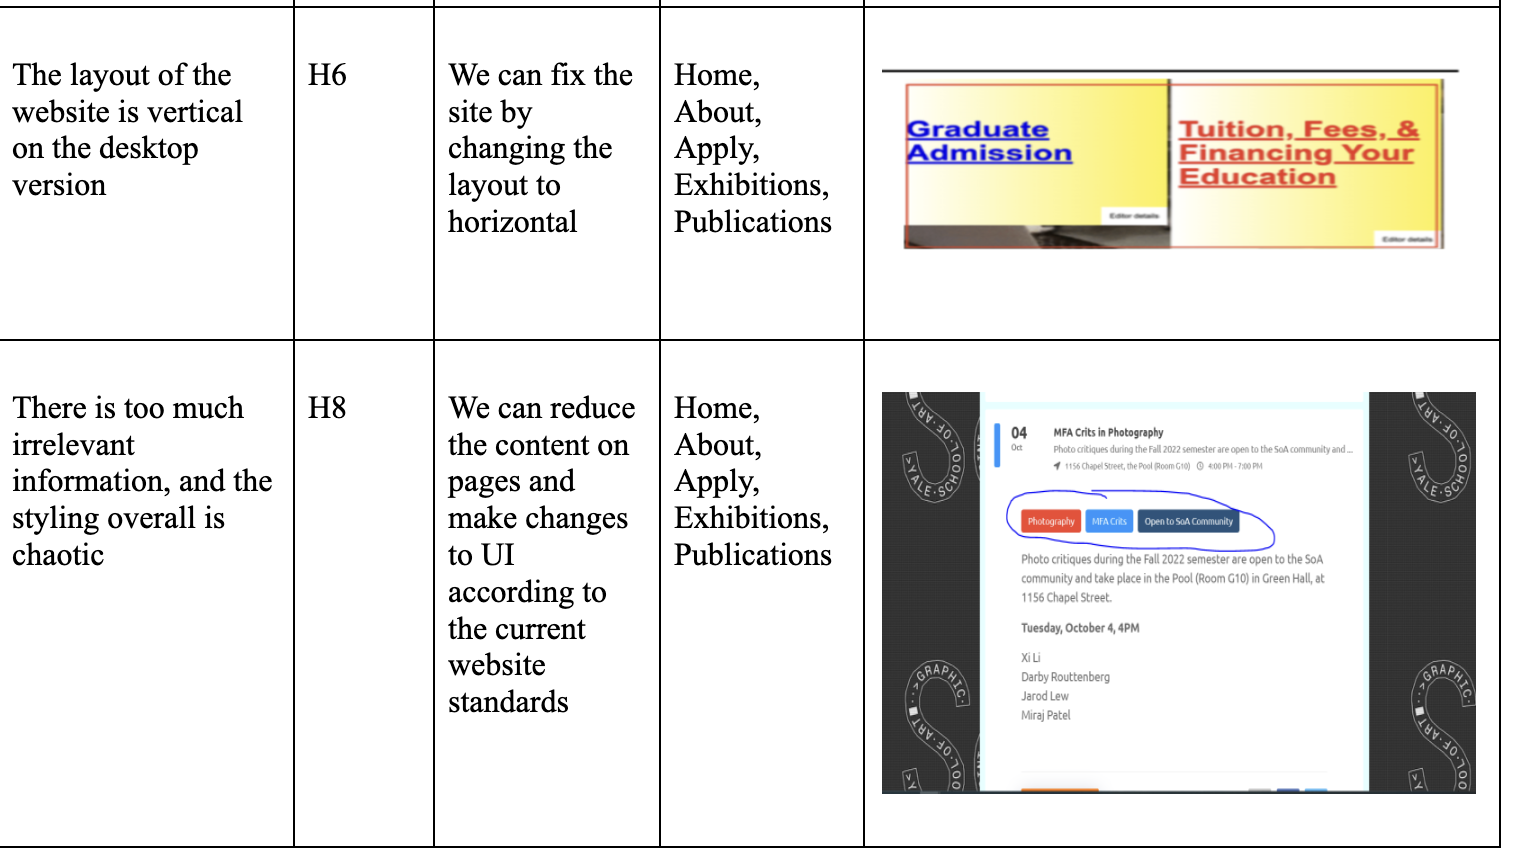 The layout of the
website is vertical
on the desktop
version
H6
We can fix the
site by
changing the
layout to
horizontal
Home,
About,
Apply,
Exhibitions,
Publications
Graduate
Admission
Editor details
Tuition, Fees, &
Financing Your
Education
Editor details
There is too much
irrelevant
information, and the
styling overall is
chaotic
H8
We can reduce
the content on
pages and
make changes
to UI
according to
the current
website
standards
Home,
About,
Apply,
Exhibitions,
Publications
04
Oct
MFA Crits in Photography
Photo critiques during the Fall 2022 semester are open to the SoA community and ...
1156 Chapel Street, the Pool (Room G10) 4:00 PM - 7:00 PM
Photography MFA Crits Open to SoA Community
Photo critiques during the Fall 2022 semester are open to the SoA
community and take place in the Pool (Room G10) in Green Hall, at
1156 Chapel Street.
Tuesday, October 4, 4PM
Xi Li
Darby Routtenberg
Jarod Lew
Miraj Patel